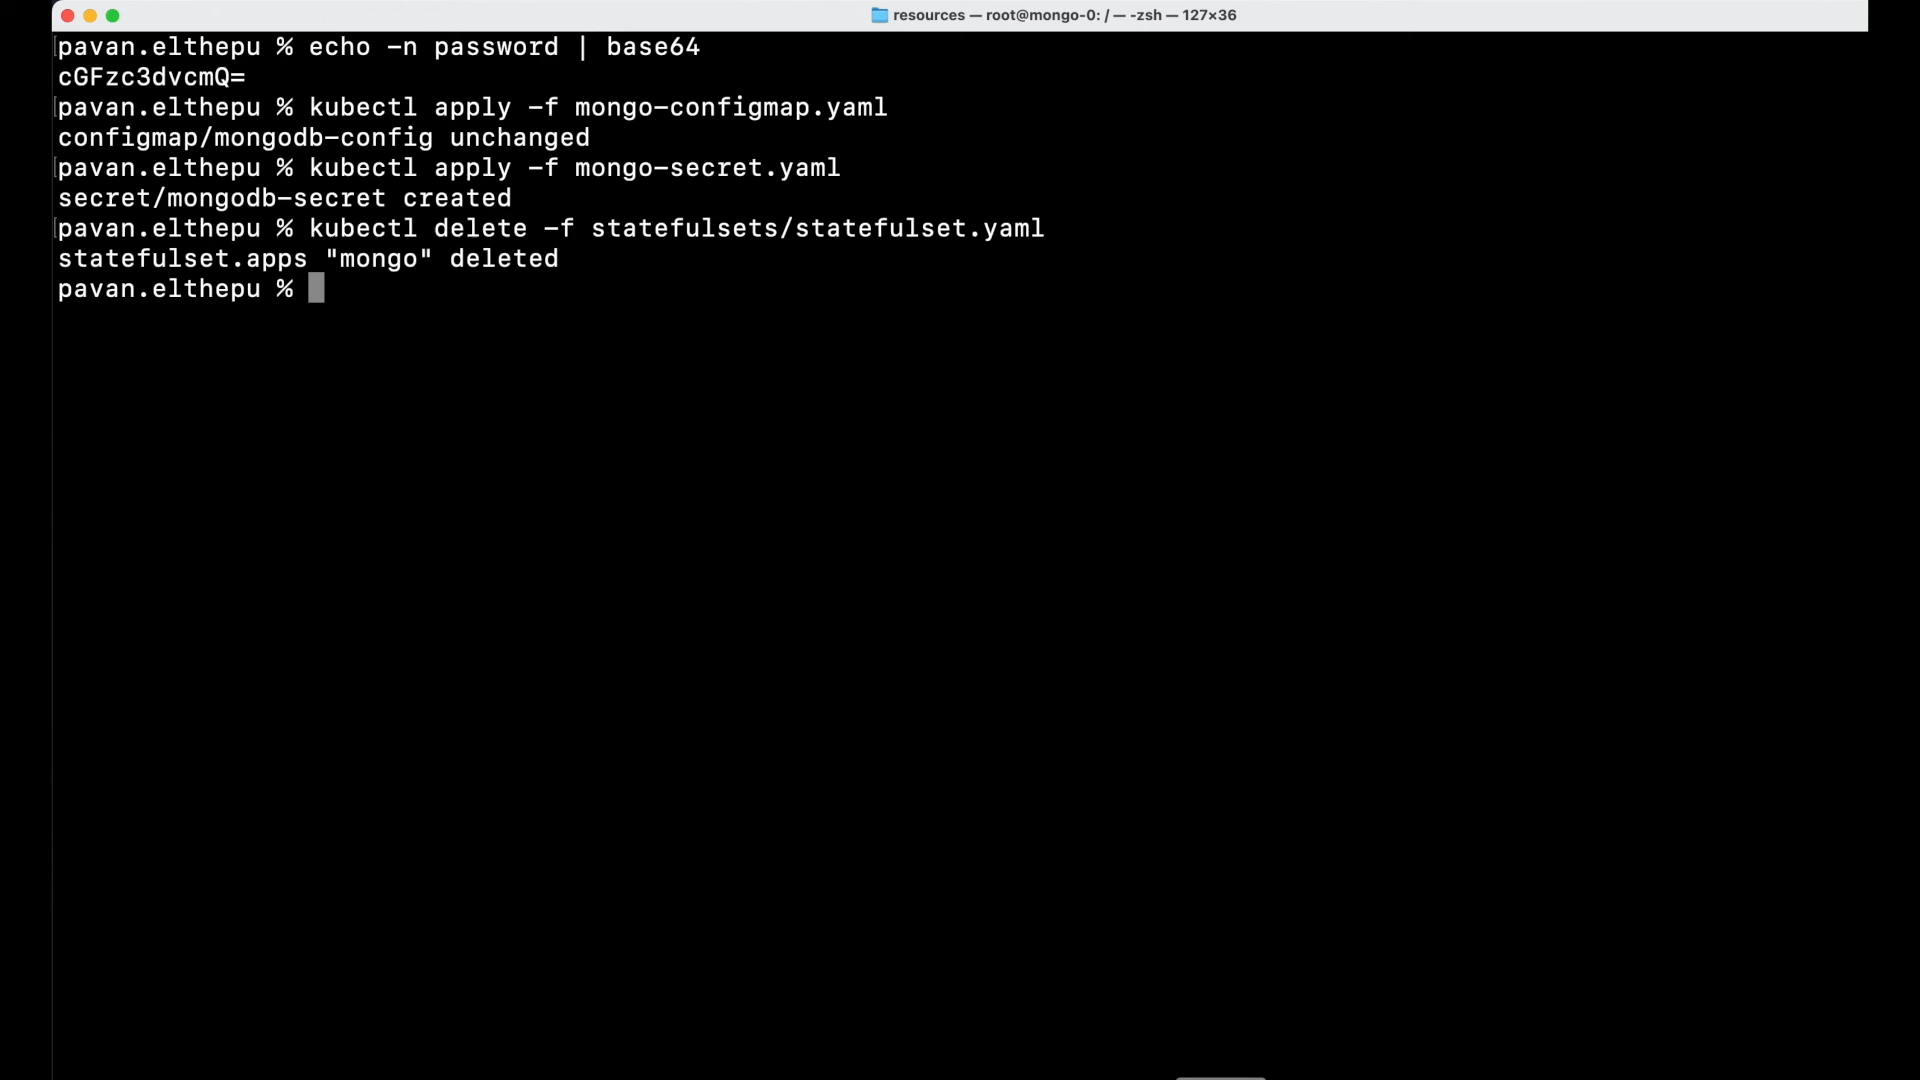 resources — root@mongo-0: / — -zsh — 127×36
pavan.elthepu % echo -n password | base64
cGFzc3dvcmQ=
pavan.elthepu % kubectl apply -f mongo-configmap.yaml
configmap/mongodb-config unchanged
pavan.elthepu % kubectl apply -f mongo-secret.yaml
secret/mongodb-secret created
pavan.elthepu % kubectl delete -f statefulsets/statefulset.yaml
statefulset.apps "mongo" deleted
pavan.elthepu %